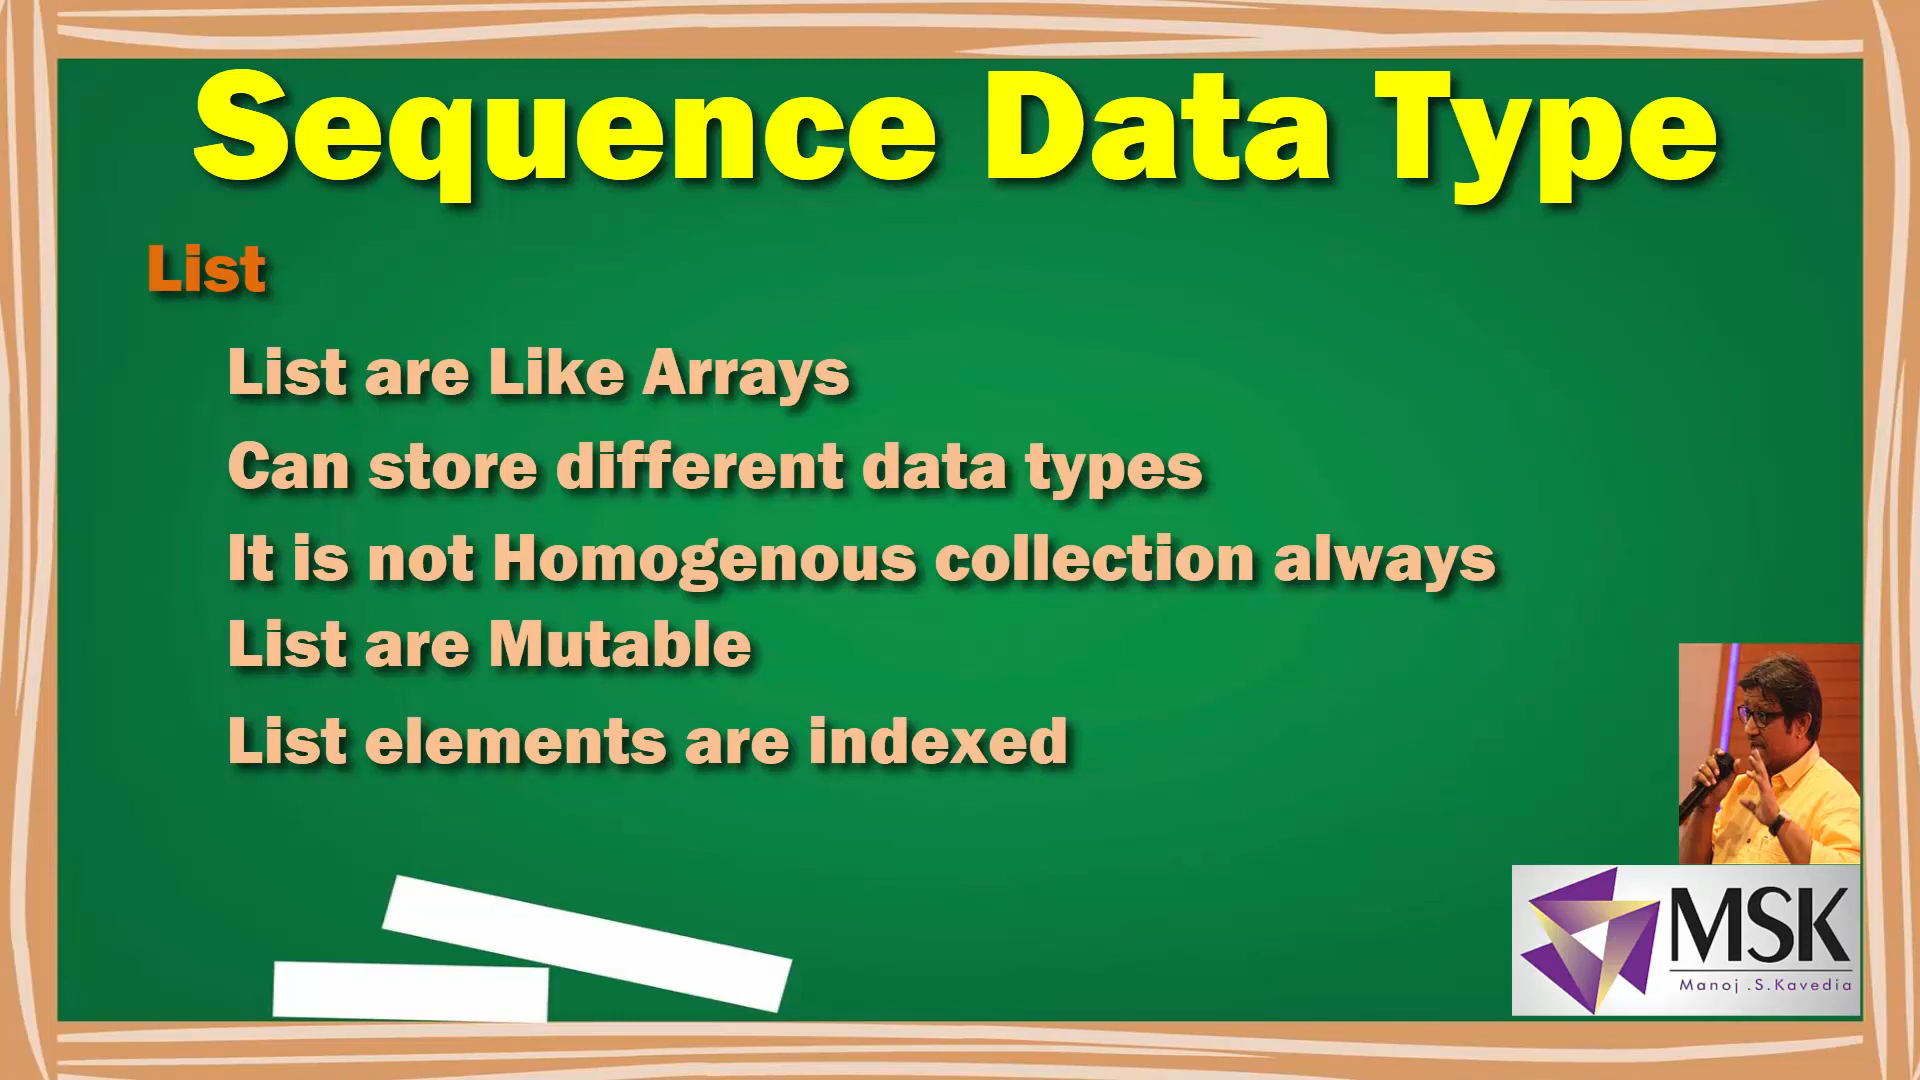 Sequence Data Type
List
List are Like Arrays
Can store different data types
It is not Homogenous collection always
List are Mutable
List elements are indexed
MSK
Manoj .S.Kavedia